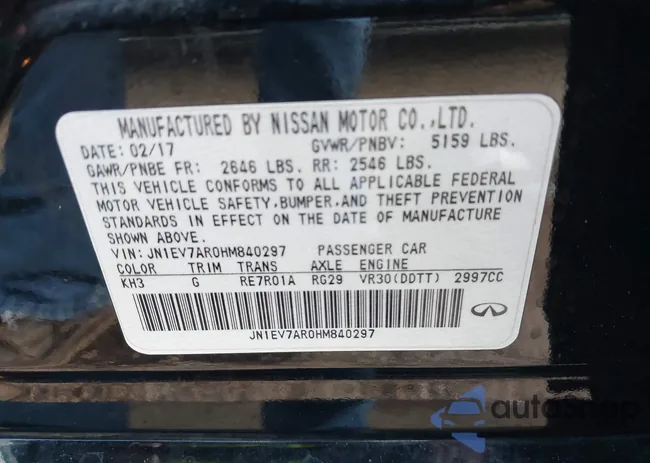 MANUFACTURED BY NISSAN MOTOR CO.,LTD.
DATE: 02/17 GVWR/PNBV: 5159 LBS.
GAWR/PNBE FR: 2646 LBS. RR: 2546 LBS.
THIS VEHICLE CONFORMS TO ALL APPLICABLE FEDERAL
MOTOR VEHICLE SAFETY,BUMPER,AND THEFT PREVENTION
STANDARDS IN EFFECT ON THE DATE OF MANUFACTURE
SHOWN ABOVE.
VIN: JN1EV7AR0HM840297 PASSENGER CAR
COLOR TRIM TRANS AXLE ENGINE
KH3 G RE7R01A RG29 VR30(DDTT) 2997CC
JN1EV7AR0HM840297
autosnap